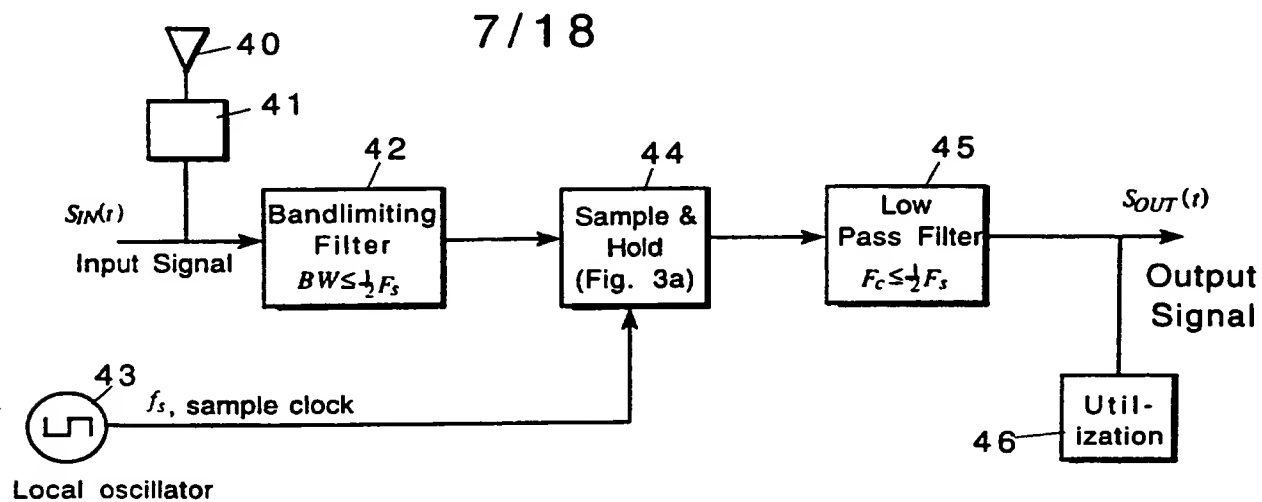 7/18
40
41
42
44
45
S_IN(t)
Input Signal
Bandlimiting
Filter
BW≤½F_s
Sample &
Hold
(Fig. 3a)
Low
Pass Filter
F_c≤½F_s
S_OUT(t)
Output
Signal
43
f_s, sample clock
Local oscillator
46
Util-
ization